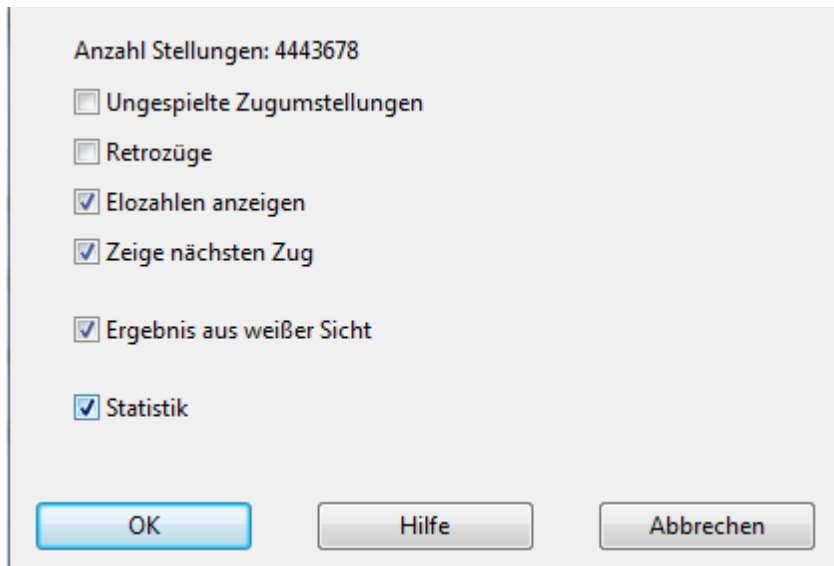 Anzahl Stellungen: 4443678
Ungespielte Zugumstellungen
Retrozüge
Elozahlen anzeigen
Zeige nächsten Zug
Ergebnis aus weißer Sicht
Statistik
OK Hilfe Abbrechen